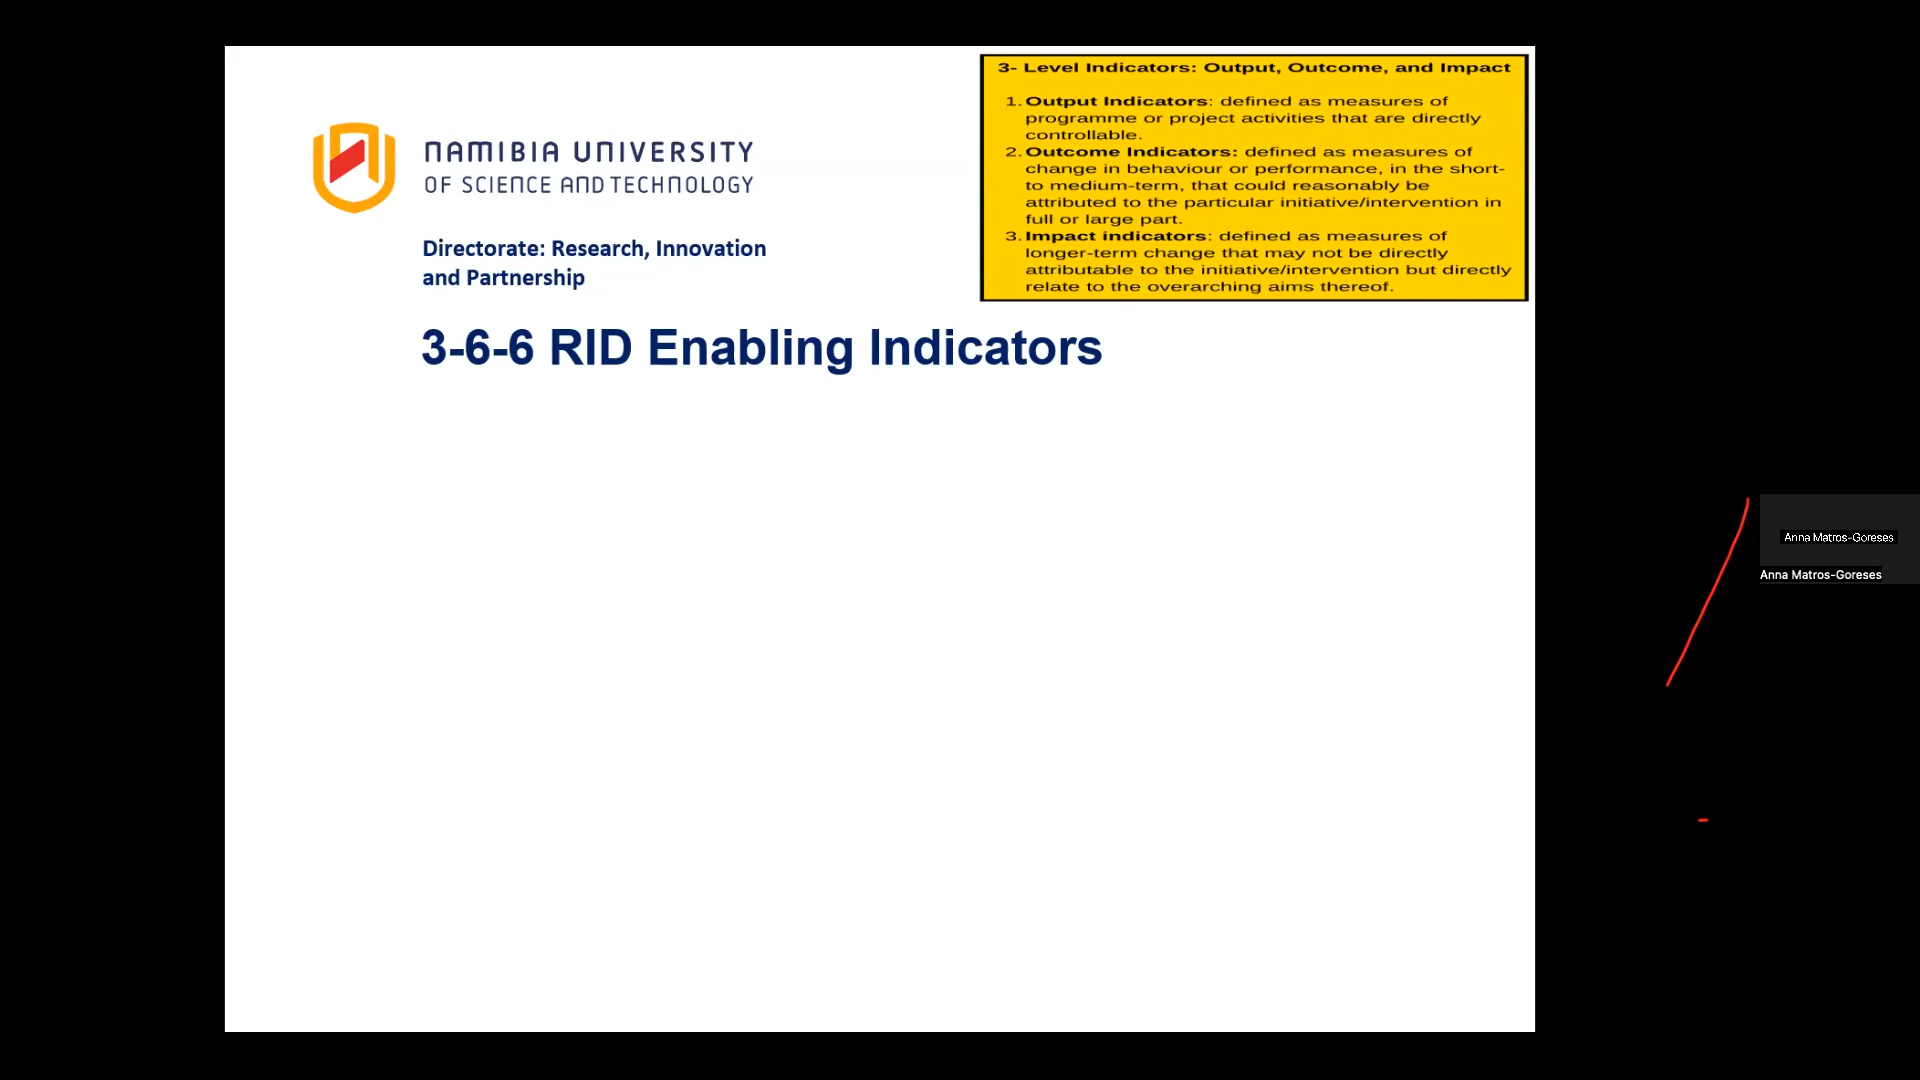 NAMIBIA UNIVERSITY
OF SCIENCE AND TECHNOLOGY
Directorate: Research, Innovation
and Partnership
3- Level Indicators: Output, Outcome, and Impact
1. Output Indicators: defined as measures of
programme or project activities that are directly
controllable.
2. Outcome Indicators: defined as measures of
change in behaviour or performance, in the short-
to medium-term, that could reasonably be
attributed to the particular initiative/intervention in
full or large part.
3. Impact indicators: defined as measures of
longer-term change that may not be directly
attributable to the initiative/intervention but directly
relate to the overarching aims thereof.
3-6-6 RID Enabling Indicators
Anna Matros-Goreses
Anna Matros-Goreses